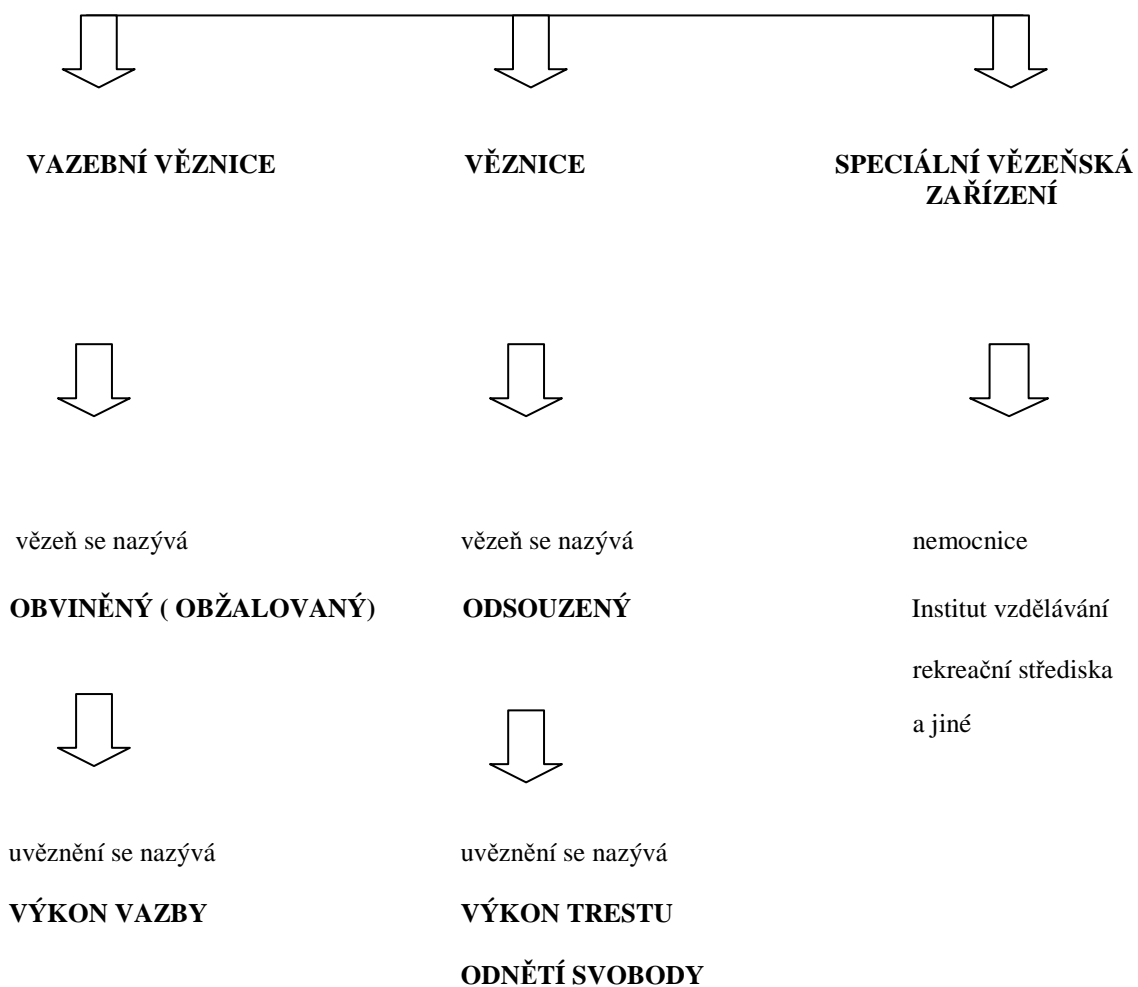 VAZEBNÍ VĚZNICE
VĚZNICE
SPECIÁLNÍ VĚZEŇSKÁ
ZAŘÍZENÍ
vězeň se nazývá
vězeň se nazývá
nemocnice
OBVINĚNÝ ( OBŽALOVANÝ)
ODSOUZENÝ
Institut vzdělávání
rekreační střediska
a jiné
uvěznění se nazývá
uvěznění se nazývá
VÝKON VAZBY
VÝKON TRESTU
ODNĚTÍ SVOBODY